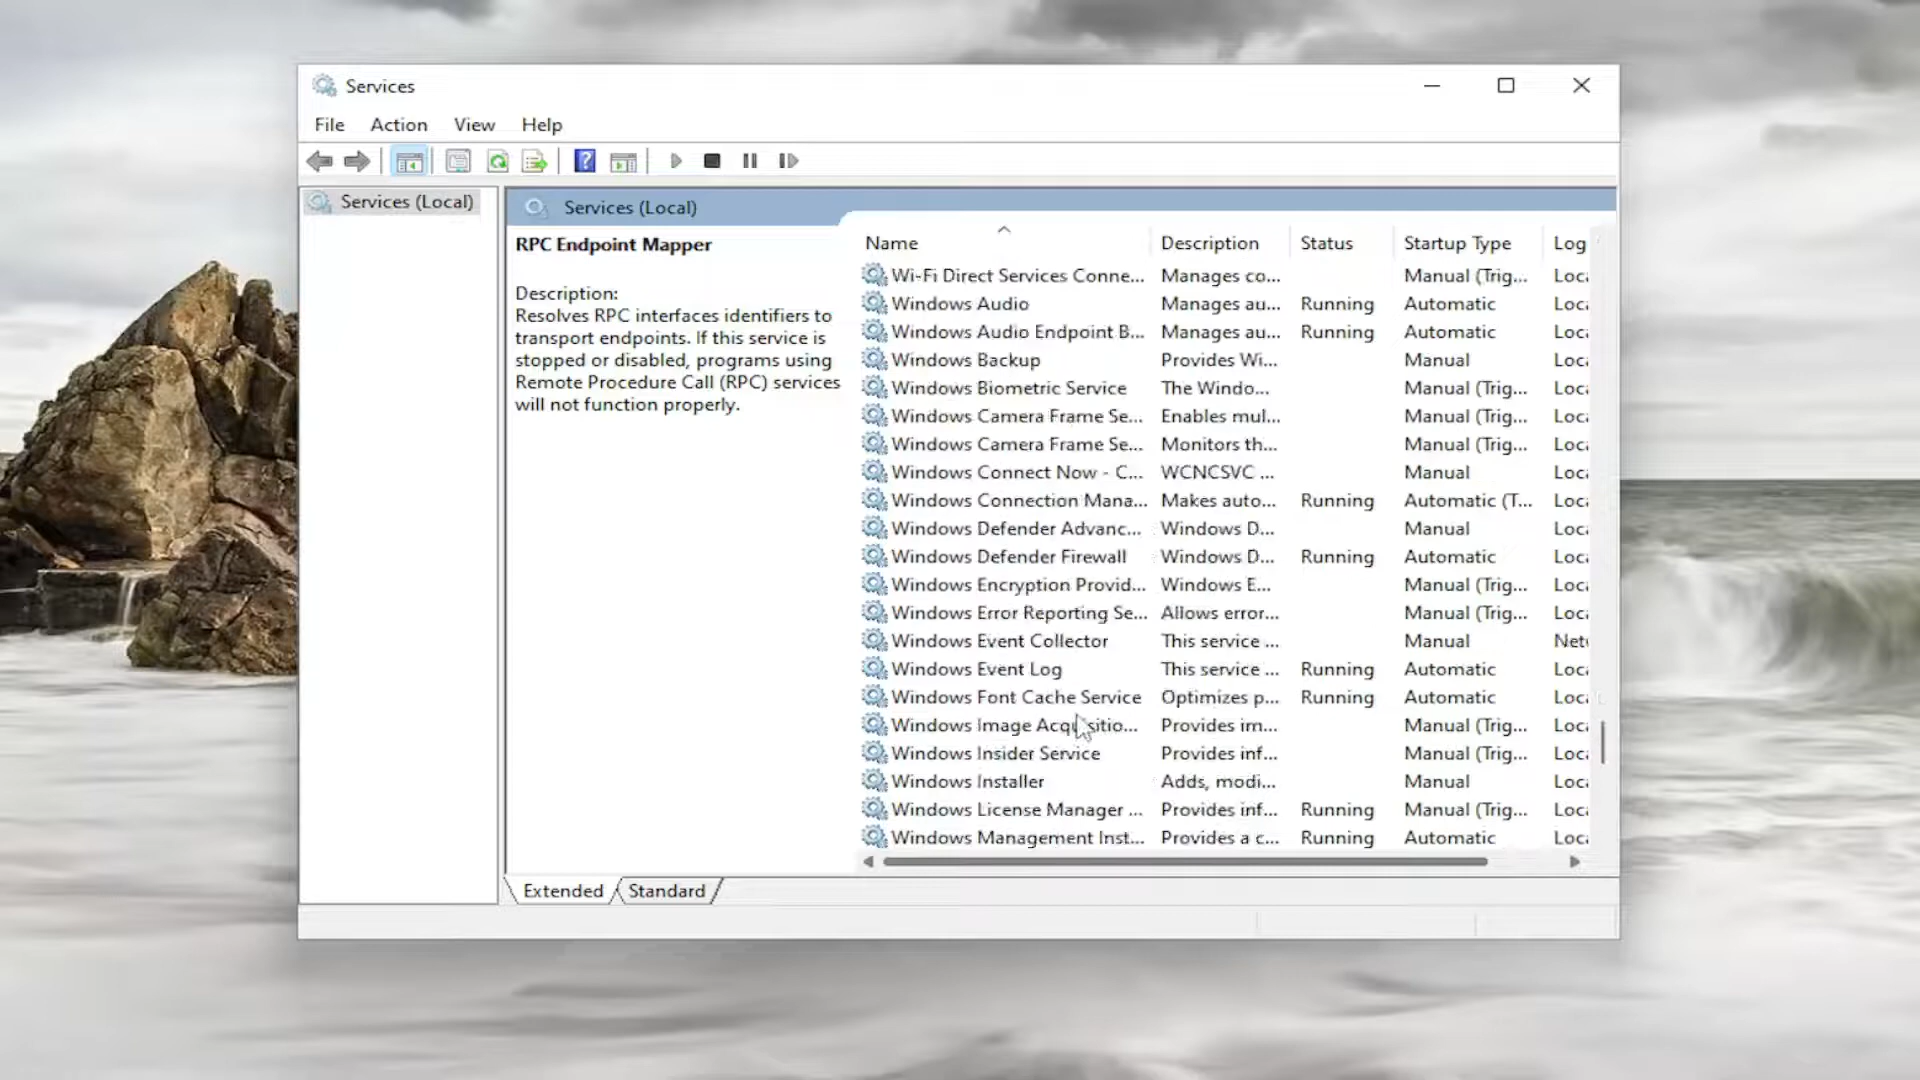 Services
File Action View Help
Services (Local)
Services (Local)
RPC Endpoint Mapper
Description:
Resolves RPC interfaces identifiers to
transport endpoints. If this service is
stopped or disabled, programs using
Remote Procedure Call (RPC) services
will not function properly.
Name Description Status Startup Type Log
Wi-Fi Direct Services Conne... Manages co... Manual (Trig... Loca
Windows Audio Manages au... Running Automatic Loca
Windows Audio Endpoint B... Manages au... Running Automatic Loca
Windows Backup Provides Wi... Manual Loca
Windows Biometric Service The Windo... Manual (Trig... Loca
Windows Camera Frame Se... Enables mul... Manual (Trig... Loca
Windows Camera Frame Se... Monitors th... Manual (Trig... Loca
Windows Connect Now - C... WCNCSVC ... Manual Loca
Windows Connection Mana... Makes auto... Running Automatic (T... Loca
Windows Defender Advanc... Windows D... Manual Loca
Windows Defender Firewall Windows D... Running Automatic Loca
Windows Encryption Provid... Windows E... Manual (Trig... Loca
Windows Error Reporting Se... Allows error... Manual (Trig... Loca
Windows Event Collector This service ... Manual Netw
Windows Event Log This service ... Running Automatic Loca
Windows Font Cache Service Optimizes p... Running Automatic Loca
Windows Image Acquisitio... Provides im... Manual (Trig... Loca
Windows Insider Service Provides inf... Manual (Trig... Loca
Windows Installer Adds, modi... Manual Loca
Windows License Manager ... Provides inf... Running Manual (Trig... Loca
Windows Management Inst... Provides a c... Running Automatic Loca
Extended Standard